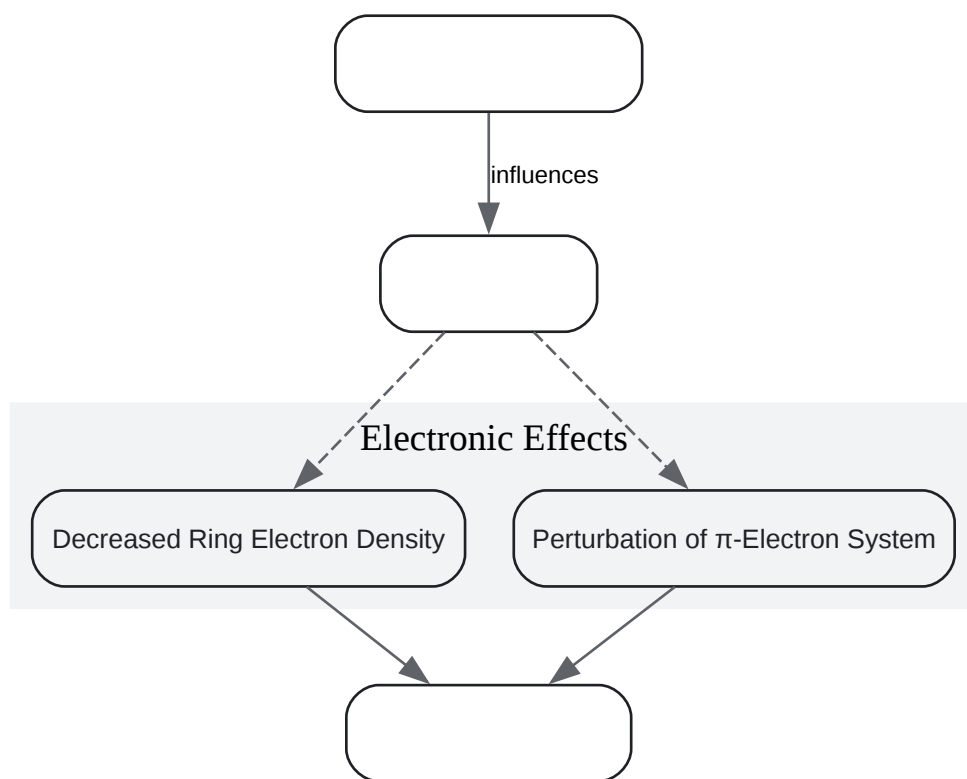 influences
Electronic Effects
Decreased Ring Electron Density
Perturbation of π-Electron System